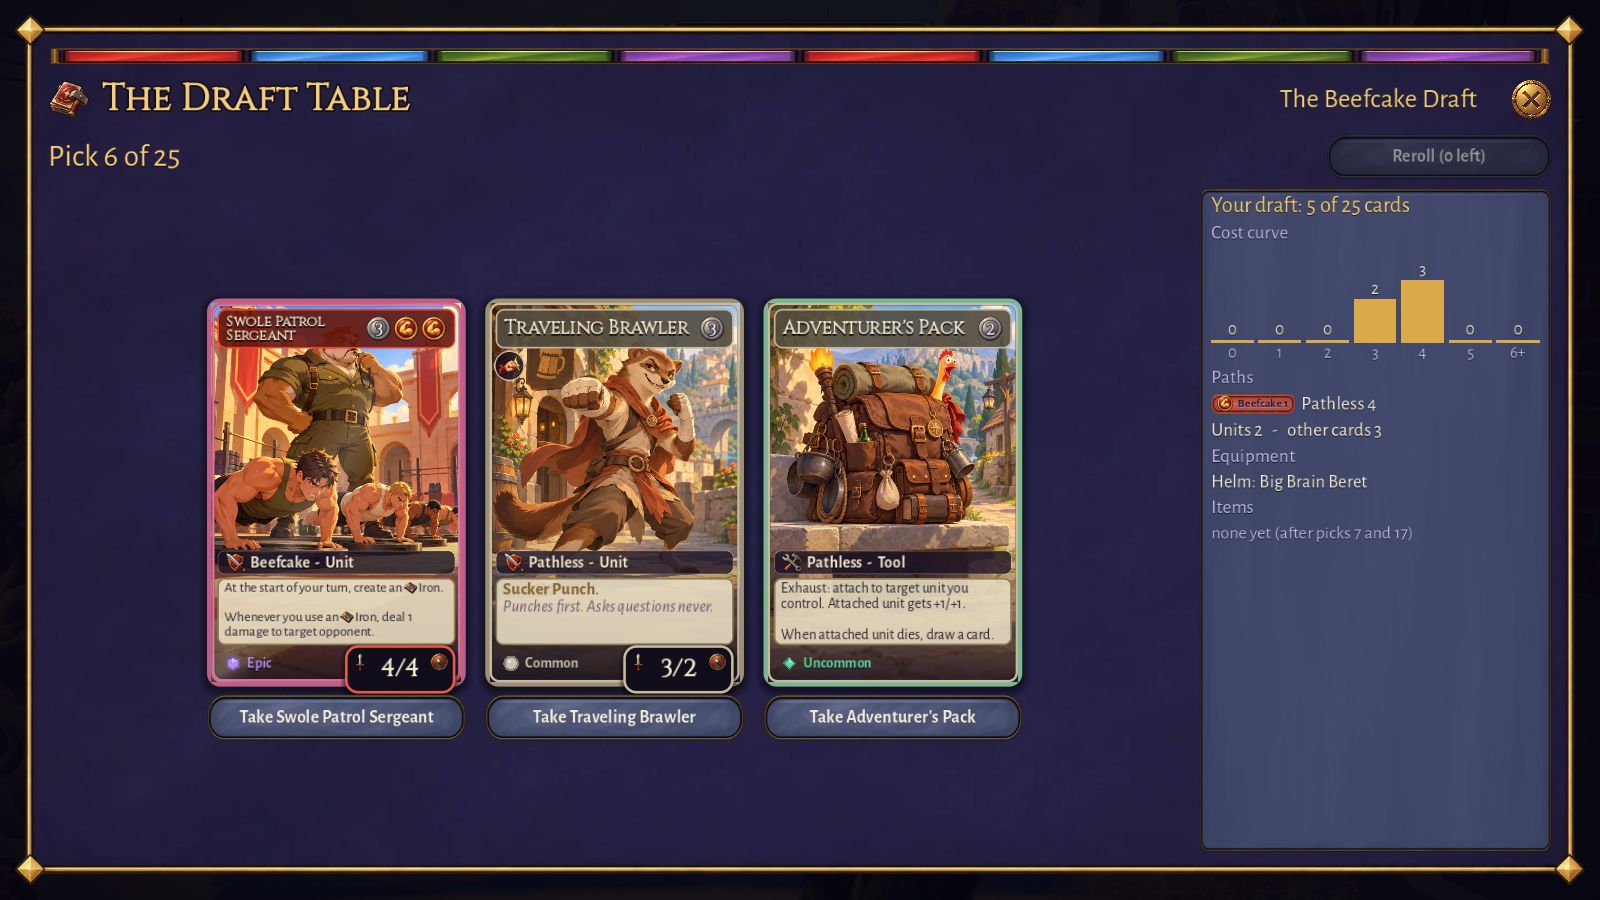 The Draft Table
The Beefcake Draft
Pick 6 of 25
Reroll (0 left)
Your draft: 5 of 25 cards
Cost curve
0 0 0 2 3 0 0
0 1 2 3 4 5 6+
Paths
Beefcake 1 Pathless 4
Units 2 - other cards 3
Equipment
Helm: Big Brain Beret
Items
none yet (after picks 7 and 17)
Swole Patrol
Sergeant
3
Beefcake - Unit
At the start of your turn, create an Iron.
Whenever you use an Iron, deal 1
damage to target opponent.
Epic
4/4
Take Swole Patrol Sergeant
Traveling Brawler
3
Pathless - Unit
Sucker Punch.
Punches first. Asks questions never.
Common
3/2
Take Traveling Brawler
Adventurer's Pack
2
Pathless - Tool
Exhaust: attach to target unit you
control. Attached unit gets +1/+1.
When attached unit dies, draw a card.
Uncommon
Take Adventurer's Pack